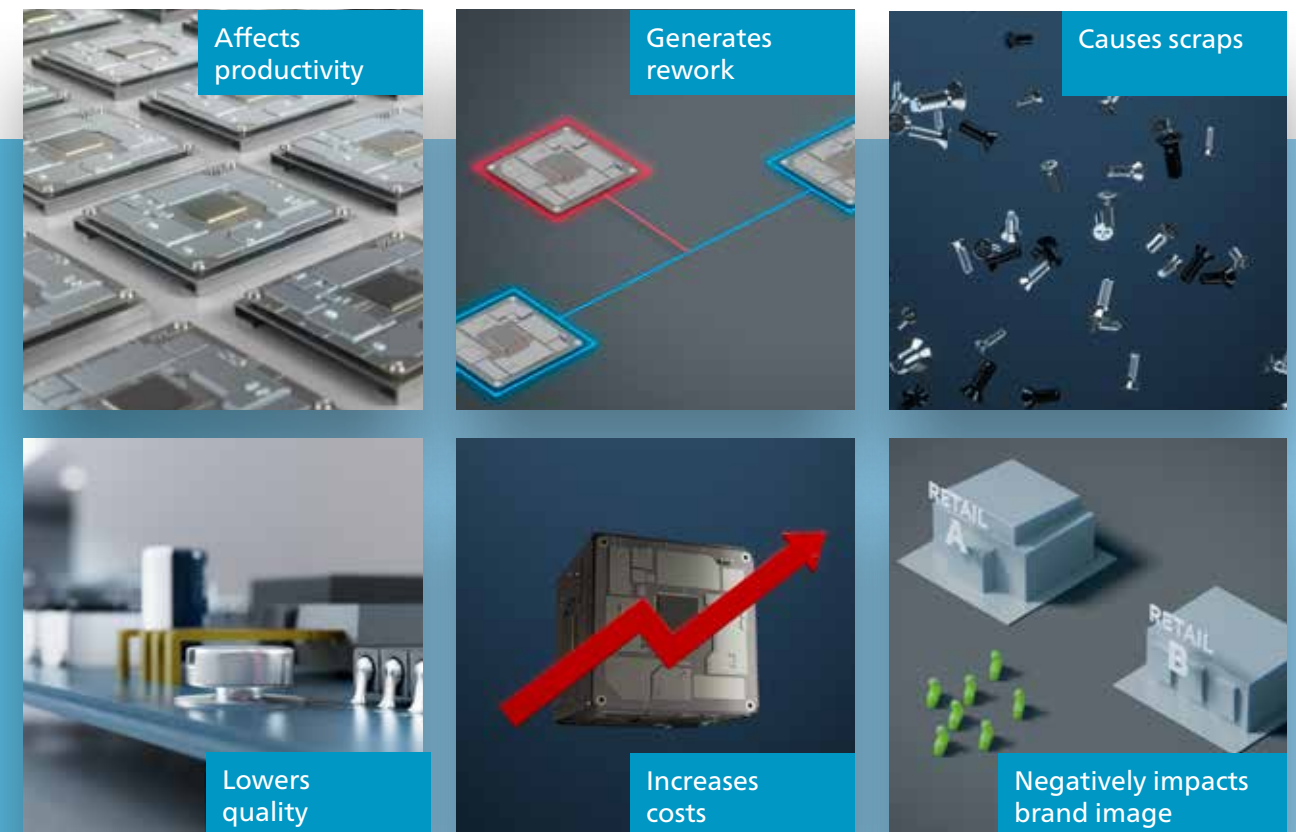 Affects
productivity
Generates
rework
Causes scraps
Lowers
quality
Increases
costs
RETAIL
A
RETAIL
B
Negatively impacts
brand image